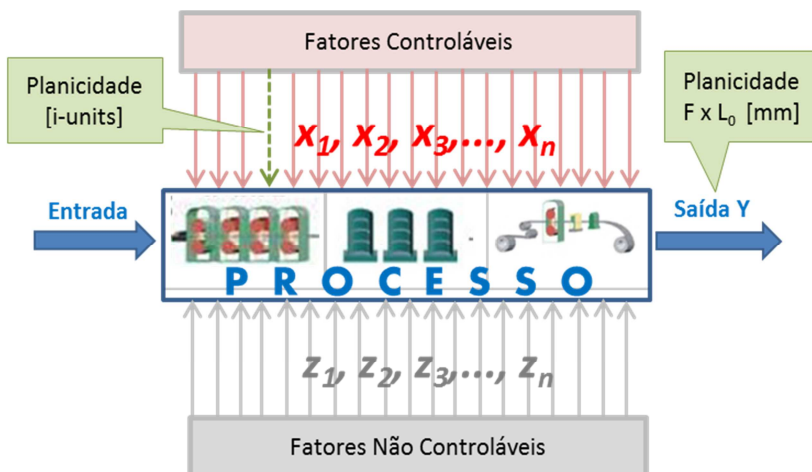 Fatores Controláveis
Planicidade
[i-units]
Planicidade
F x L₀ [mm]
x₁, x₂, x₃,..., xₙ
Entrada
Saída Y
PROCESSO
z₁, z₂, z₃,..., zₙ
Fatores Não Controláveis